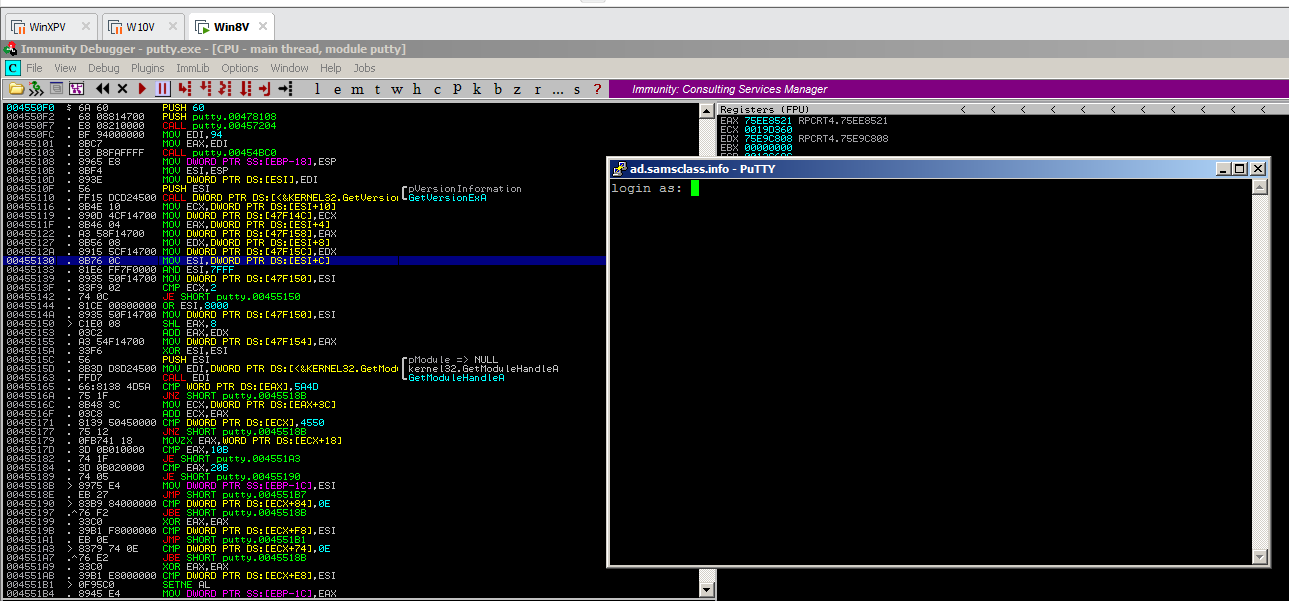 WinXPV
W10V
Win8V
Immunity Debugger - putty.exe - [CPU - main thread, module putty]
C File View Debug Plugins ImmLib Options Window Help Jobs
l e m t w h c P k b z r ... s ? Immunity: Consulting Services Manager
004550F0 $ 6A 60 PUSH 60
004550F2 . 68 08814700 PUSH putty.00478108
004550F7 . E8 08210000 CALL putty.00457204
004550FC . BF 94000000 MOV EDI,94
00455101 . 8BC7 MOV EAX,EDI
00455103 . E8 B8FAFFFF CALL putty.00454BC0
00455108 . 8965 E8 MOV DWORD PTR SS:[EBP-18],ESP
0045510B . 8BF4 MOV ESI,ESP
0045510D . 893E MOV DWORD PTR DS:[ESI],EDI
0045510F . 56 PUSH ESI pVersionInformation
00455110 . FF15 DCD24500 CALL DWORD PTR DS:[<&KERNEL32.GetVersion GetVersionExA
00455116 . 8B4E 10 MOV ECX,DWORD PTR DS:[ESI+10]
00455119 . 890D 4CF14700 MOV DWORD PTR DS:[47F14C],ECX
0045511F . 8B46 04 MOV EAX,DWORD PTR DS:[ESI+4]
00455122 . A3 58F14700 MOV DWORD PTR DS:[47F158],EAX
00455127 . 8B56 08 MOV EDX,DWORD PTR DS:[ESI+8]
0045512A . 8915 5CF14700 MOV DWORD PTR DS:[47F15C],EDX
00455130 . 8B76 0C MOV ESI,DWORD PTR DS:[ESI+C]
00455133 . 81E6 FF7F0000 AND ESI,7FFF
00455139 . 8935 50F14700 MOV DWORD PTR DS:[47F150],ESI
0045513F . 83F9 02 CMP ECX,2
00455142 . 74 0C JE SHORT putty.00455150
00455144 . 81CE 00800000 OR ESI,8000
0045514A . 8935 50F14700 MOV DWORD PTR DS:[47F150],ESI
00455150 > C1E0 08 SHL EAX,8
00455153 . 03C2 ADD EAX,EDX
00455155 . A3 54F14700 MOV DWORD PTR DS:[47F154],EAX
0045515A . 33F6 XOR ESI,ESI
0045515C . 56 PUSH ESI pModule => NULL
0045515D . 8B3D D8D24500 MOV EDI,DWORD PTR DS:[<&KERNEL32.GetModu kernel32.GetModuleHandleA
00455163 . FFD7 CALL EDI GetModuleHandleA
00455165 . 66:8138 4D5A CMP WORD PTR DS:[EAX],5A4D
0045516A . 75 1F JNZ SHORT putty.0045518B
0045516C . 8B48 3C MOV ECX,DWORD PTR DS:[EAX+3C]
0045516F . 03C8 ADD ECX,EAX
00455171 . 8139 50450000 CMP DWORD PTR DS:[ECX],4550
00455177 . 75 12 JNZ SHORT putty.0045518B
00455179 . 0FB741 18 MOVZX EAX,WORD PTR DS:[ECX+18]
0045517D . 3D 0B010000 CMP EAX,10B
00455182 . 74 1F JE SHORT putty.004551A3
00455184 . 3D 0B020000 CMP EAX,20B
00455189 . 74 05 JE SHORT putty.00455190
0045518B > 8975 E4 MOV DWORD PTR SS:[EBP-1C],ESI
0045518E . EB 27 JMP SHORT putty.004551B7
00455190 > 83B9 84000000 CMP DWORD PTR DS:[ECX+84],0E
00455197 .^76 F2 JBE SHORT putty.0045518B
00455199 . 33C0 XOR EAX,EAX
0045519B . 39B1 F8000000 CMP DWORD PTR DS:[ECX+F8],ESI
004551A1 . EB 0E JMP SHORT putty.004551B1
004551A3 > 8379 74 0E CMP DWORD PTR DS:[ECX+74],0E
004551A7 .^76 E2 JBE SHORT putty.0045518B
004551A9 . 33C0 XOR EAX,EAX
004551AB . 39B1 E8000000 CMP DWORD PTR DS:[ECX+E8],ESI
004551B1 > 0F95C0 SETNE AL
004551B4 . 8945 E4 MOV DWORD PTR SS:[EBP-1C],EAX
Registers (FPU) < < < < < < < < < < <
EAX 75EE8521 RPCRT4.75EE8521
ECX 0019D360
EDX 75E9C808 RPCRT4.75E9C808
EBX 00000000
ad.samsclass.info - PuTTY
login as: